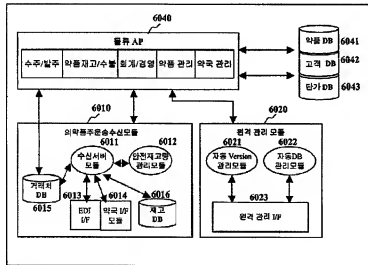 6040
물류 AP
수주/발주 약품재고/수불 회계/경영 약품 관리 약국 관리
약품 DB 6041
고객 DB 6042
단가 DB 6043
6010
의약품주문송수신모듈
6011
수신서버모듈
6012
안전재고량관리모듈
거래처 DB
6015
6013
EDI I/F
6014
약국 I/F 모듈
6016
재고 DB
6020
원격 관리 모듈
6021
자동 Version 관리모듈
6022
자동DB 관리모듈
6023
원격 관리 I/F